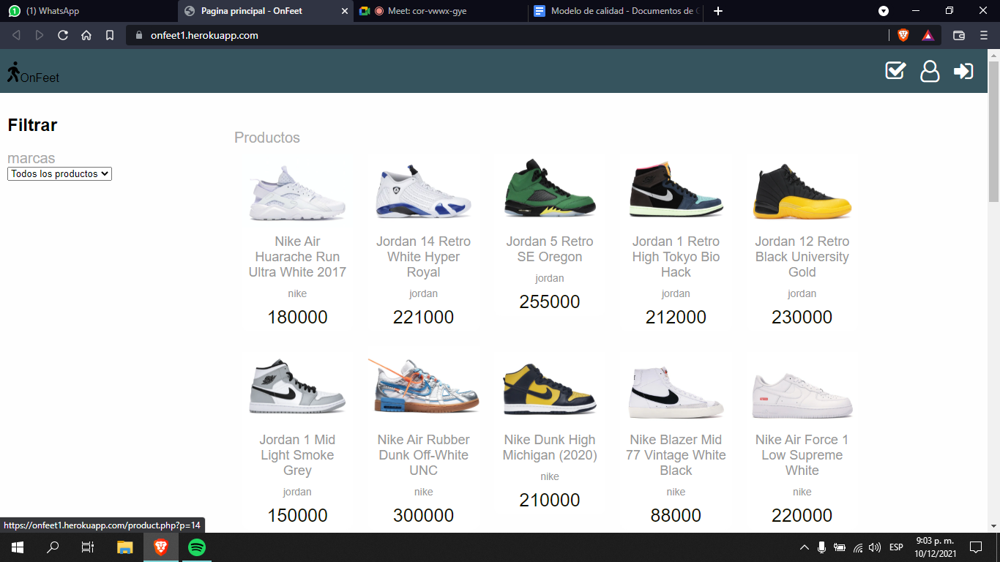 (1) WhatsApp
Pagina principal - OnFeet
Meet: cor-vwwx-gye
Modelo de calidad - Documentos de
onfeet1.herokuapp.com
OnFeet
Filtrar
marcas
Todos los productos
Productos
Nike Air
Huarache Run
Ultra White 2017
nike
180000
Jordan 14 Retro
White Hyper
Royal
jordan
221000
Jordan 5 Retro
SE Oregon
jordan
255000
Jordan 1 Retro
High Tokyo Bio
Hack
jordan
212000
Jordan 12 Retro
Black University
Gold
jordan
230000
Jordan 1 Mid
Light Smoke
Grey
jordan
150000
Nike Air Rubber
Dunk Off-White
UNC
nike
300000
Nike Dunk High
Michigan (2020)
nike
210000
Nike Blazer Mid
77 Vintage White
Black
nike
88000
Nike Air Force 1
Low Supreme
White
nike
220000
https://onfeet1.herokuapp.com/product.php?p=14
ESP
9:03 p. m.
10/12/2021